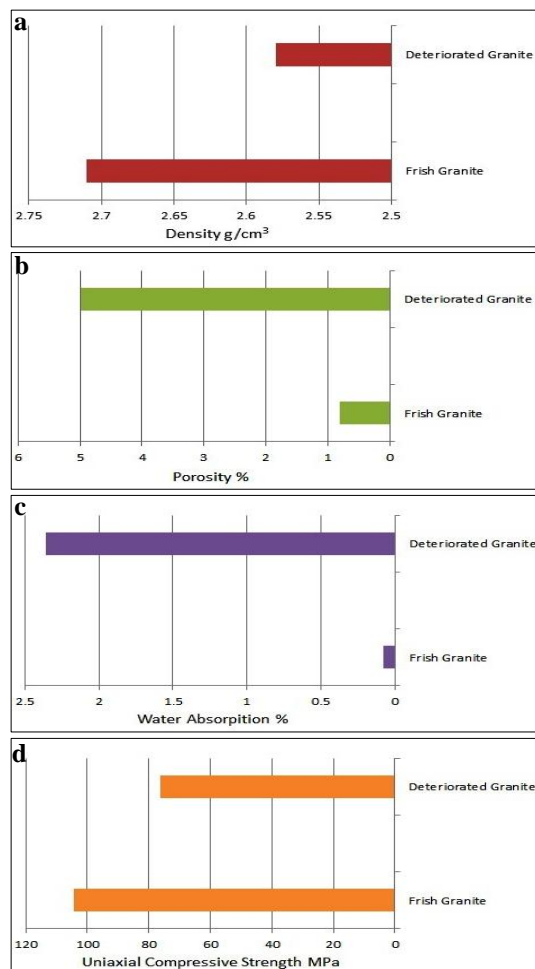 a
Deteriorated Granite
Frish Granite
2.75 2.7 2.65 2.6 2.55 2.5
Density g/cm³
b
Deteriorated Granite
Frish Granite
6 5 4 3 2 1 0
Porosity %
c
Deteriorated Granite
Frish Granite
2.5 2 1.5 1 0.5 0
Water Absorpition %
d
Deteriorated Granite
Frish Granite
120 100 80 60 40 20 0
Uniaxial Compressive Strength MPa